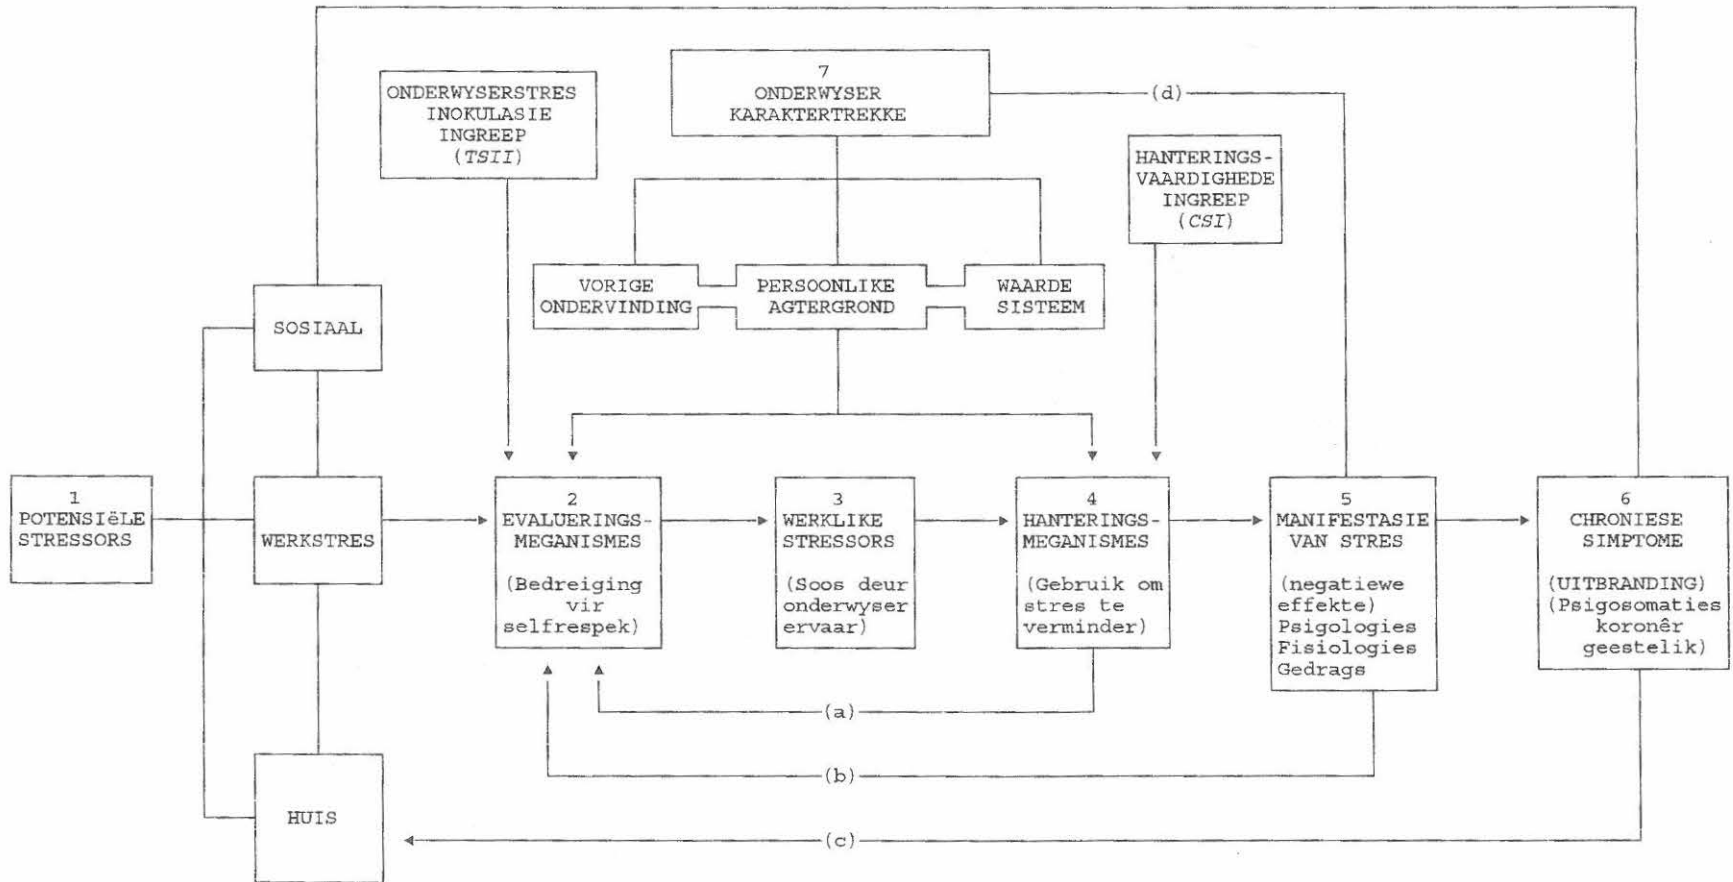 7
ONDERWYSER
KARAKTERTREKKE
(d)
ONDERWYSERSTRES
INOKULASIE
INGREEP
(TSII)
HANTERINGS-
VAARDIGHEDE
INGREEP
(CSI)
VORIGE
ONDERVINDING
PERSOONLIKE
AGTERGROND
WAARDE
SISTEEM
SOSIAAL
1
POTENSIëLE
STRESSORS
WERKSTRES
2
EVALUERINGS-
MEGANISMES
(Bedreiging
vir
selfrespek)
3
WERKLIKE
STRESSORS
(Soos deur
onderwyser
ervaar)
4
HANTERINGS-
MEGANISMES
(Gebruik om
stres te
verminder)
5
MANIFESTASIE
VAN STRES
(negatiewe
effekte)
Psigologies
Fisiologies
Gedrags
6
CHRONIESE
SIMPTOME
(UITBRANDING)
(Psigosomaties
koronêr
geestelik)
(a)
(b)
HUIS
(c)